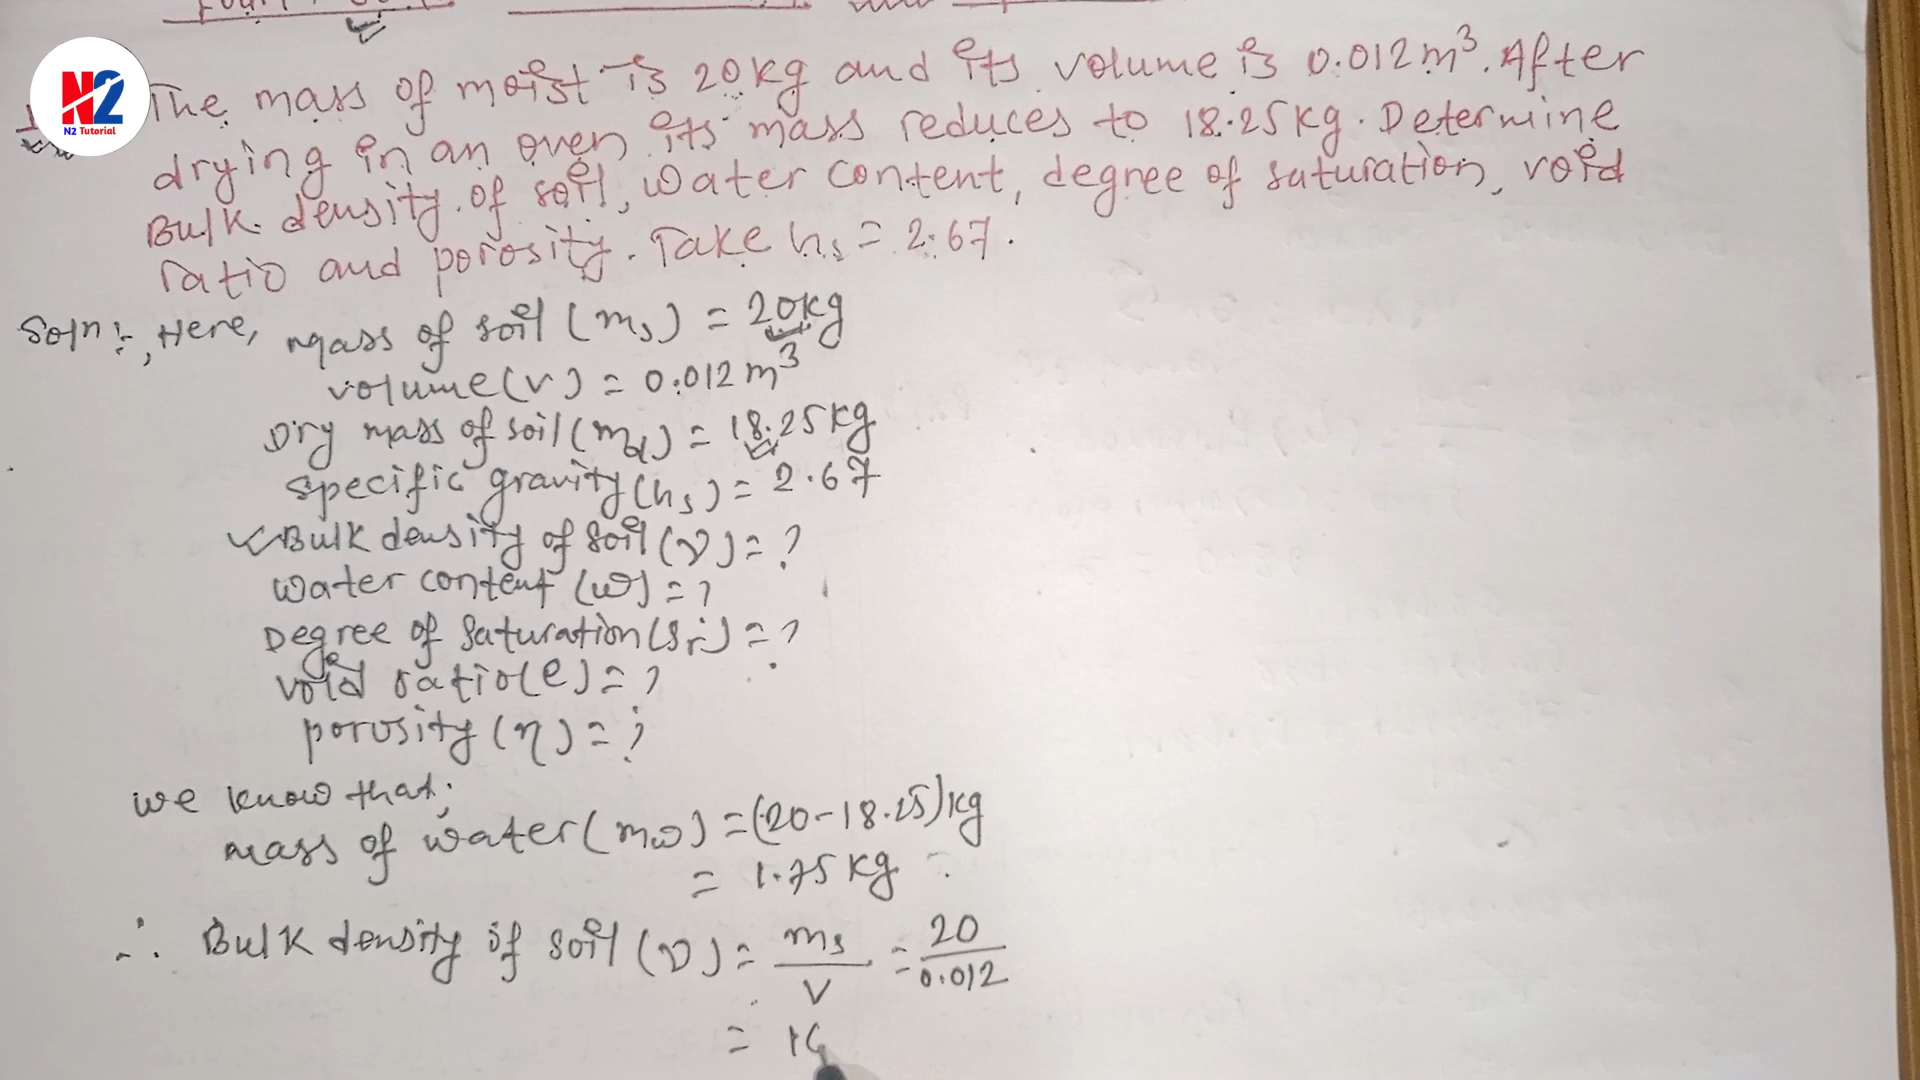 N2
N2 Tutorial
The mass of moist is 20kg and its volume is 0.012m³. After
drying in an oven its mass reduces to 18.25kg. Determine
Bulk density of soil, water content, degree of saturation, void
ratio and porosity. Take hs = 2.67.
Soln:-, Here, mass of soil (ms) = 20kg
volume(v) = 0.012m³
Dry mass of soil (md) = 18.25kg
specific gravity (hs) = 2.67
Bulk density of soil (γ) = ?
water content (w) = ?
Degree of saturation (Sr) = ?
void ratio (e) = ?
porosity (η) = ?
we know that;
mass of water (mw) = (20-18.25)kg
= 1.75kg
∴ Bulk density of soil (γ) = ms/V = 20/0.012